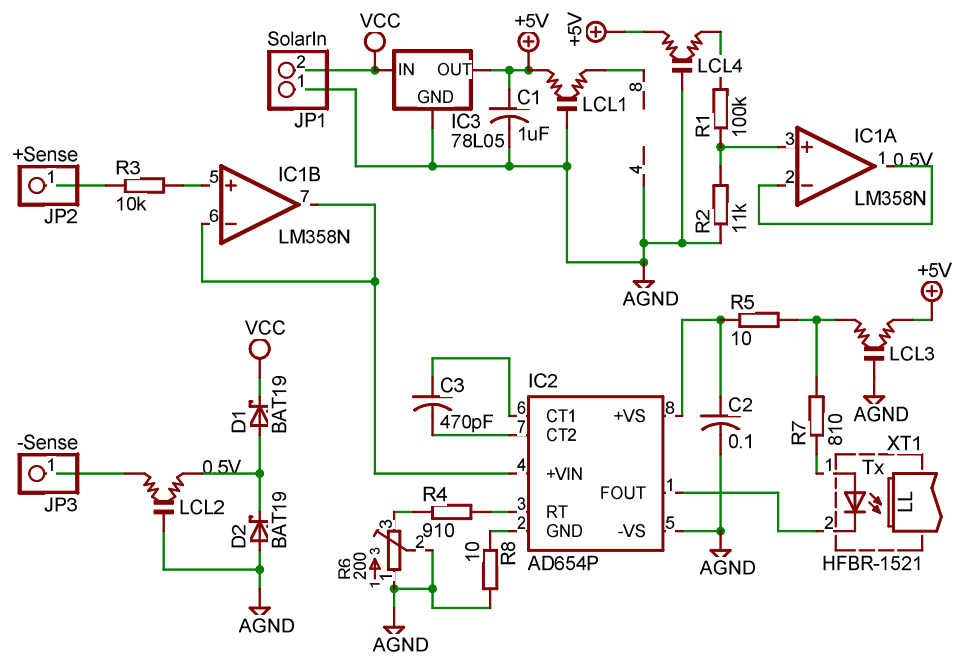 VCC
+5V
+5V
SolarIn
2
1
JP1
IN
OUT
GND
IC3
78L05
C1
1uF
LCL1
8
4
LCL4
R1
100k
R2
11k
3
2
IC1A
1
0.5V
LM358N
AGND
+Sense
1
JP2
R3
10k
5
6
IC1B
7
LM358N
VCC
D1
BAT19
-Sense
1
JP3
0.5V
LCL2
D2
BAT19
AGND
C3
470pF
IC2
6
CT1
7
CT2
4
+VIN
3
RT
2
GND
+VS
8
FOUT
1
-VS
5
AD654P
R4
910
R6
200
3
2
1
3
1
10
R8
AGND
R5
10
C2
0.1
AGND
+5V
LCL3
AGND
R7
810
XT1
1
Tx
2
LL
HFBR-1521